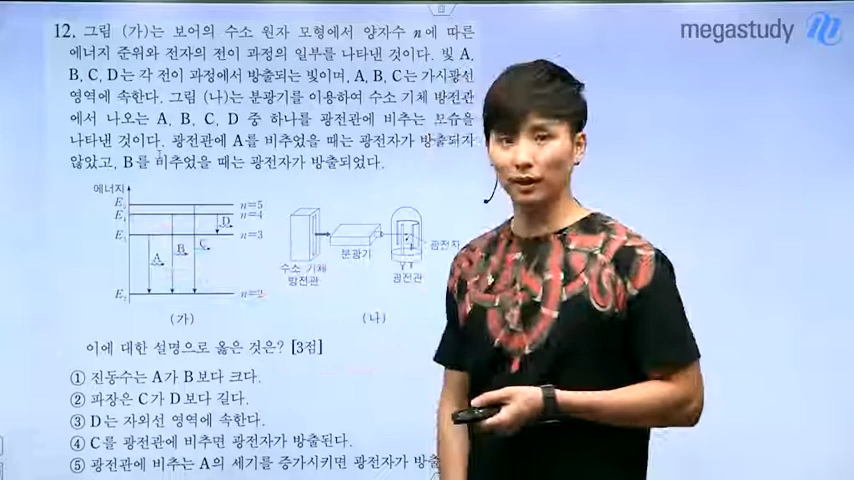 megastudy
12. 그림 (가)는 보어의 수소 원자 모형에서 양자수 n에 따른
에너지 준위와 전자의 전이 과정의 일부를 나타낸 것이다. 빛 A,
B, C, D는 각 전이 과정에서 방출되는 빛이며, A, B, C는 가시광선
영역에 속한다. 그림 (나)는 분광기를 이용하여 수소 기체 방전관
에서 나오는 A, B, C, D 중 하나를 광전관에 비추는 모습을
나타낸 것이다. 광전관에 A를 비추었을 때는 광전자가 방출되지
않았고, B를 비추었을 때는 광전자가 방출되었다.
에너지
E5 n=5
E4 n=4
D
E3 n=3
A B C
E2 n=2
(가)
수소 기체
방전관
분광기
광전자
광전관
(나)
이에 대한 설명으로 옳은 것은? [3점]
① 진동수는 A가 B보다 크다.
② 파장은 C가 D보다 길다.
③ D는 자외선 영역에 속한다.
④ C를 광전관에 비추면 광전자가 방출된다.
⑤ 광전관에 비추는 A의 세기를 증가시키면 광전자가 방출